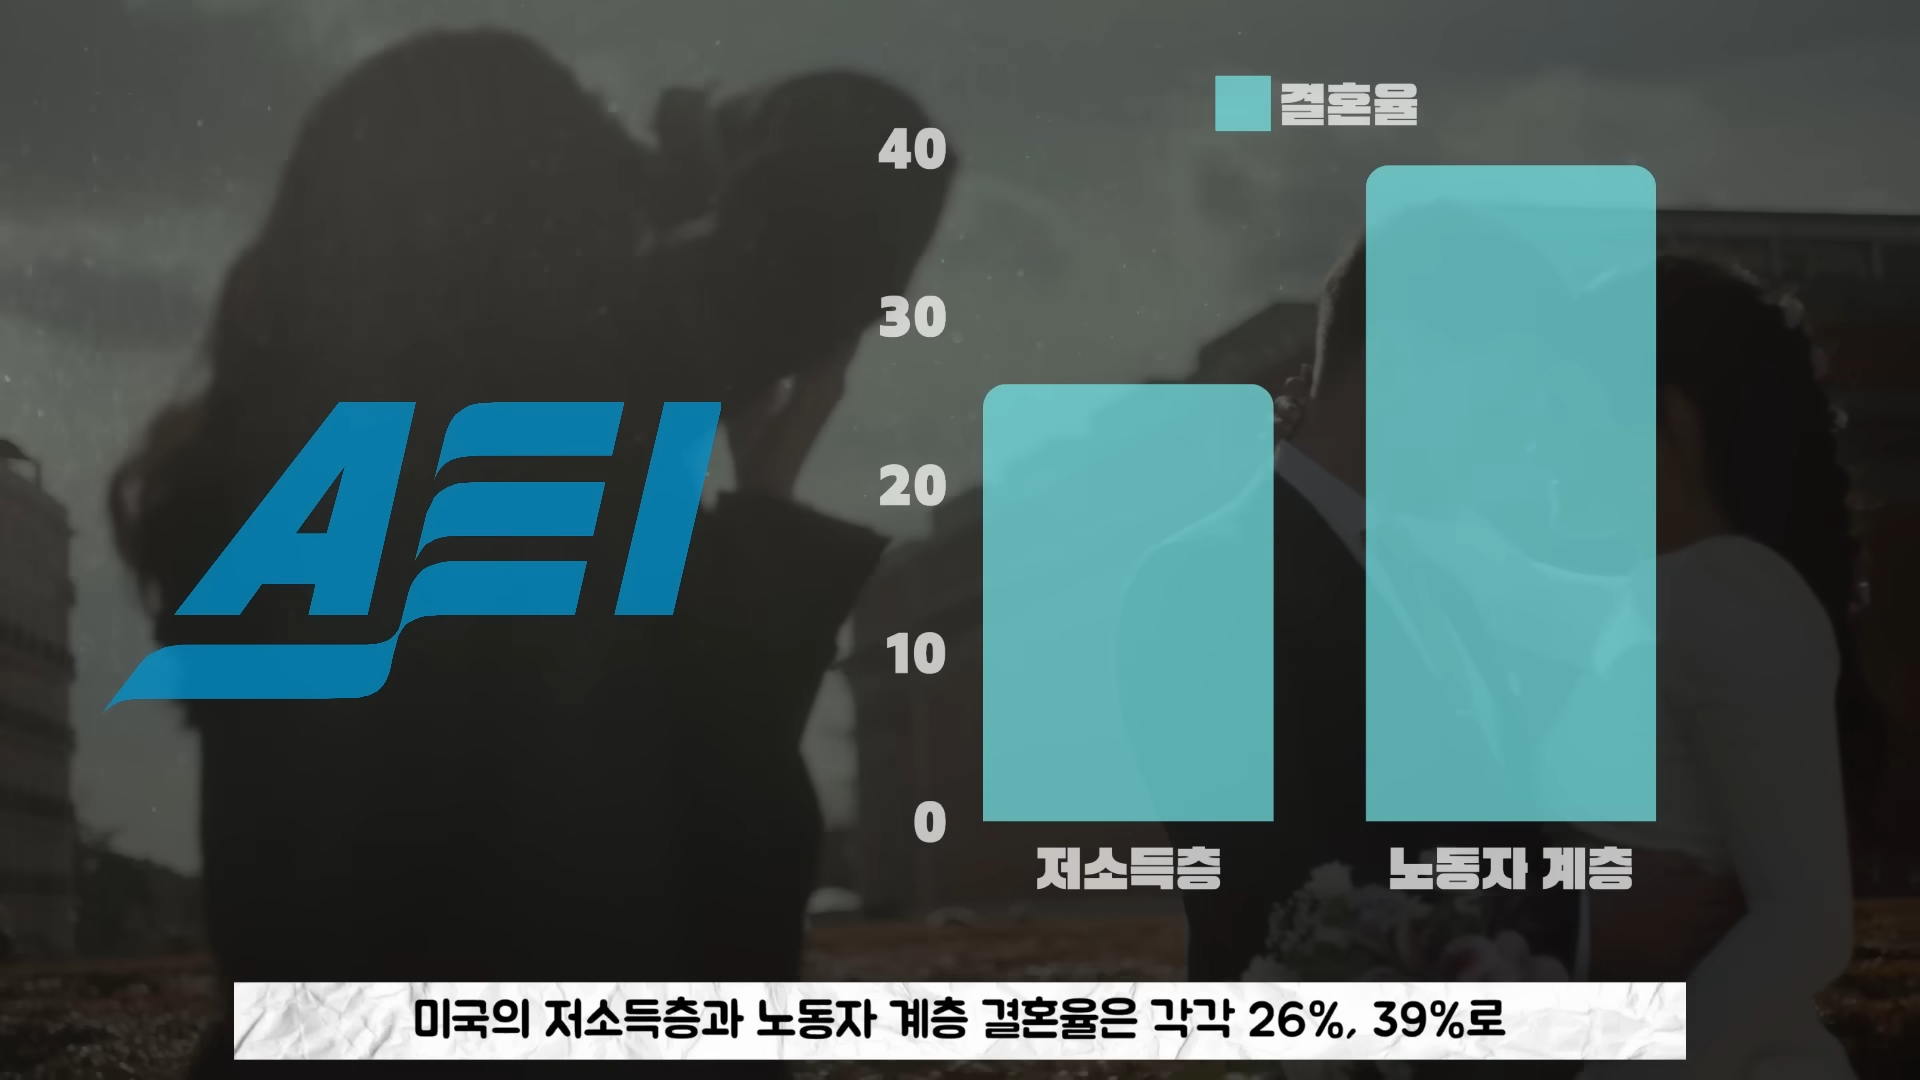 AEI
결혼율
40
30
20
10
0
저소득층
노동자 계층
미국의 저소득층과 노동자 계층 결혼율은 각각 26%, 39%로